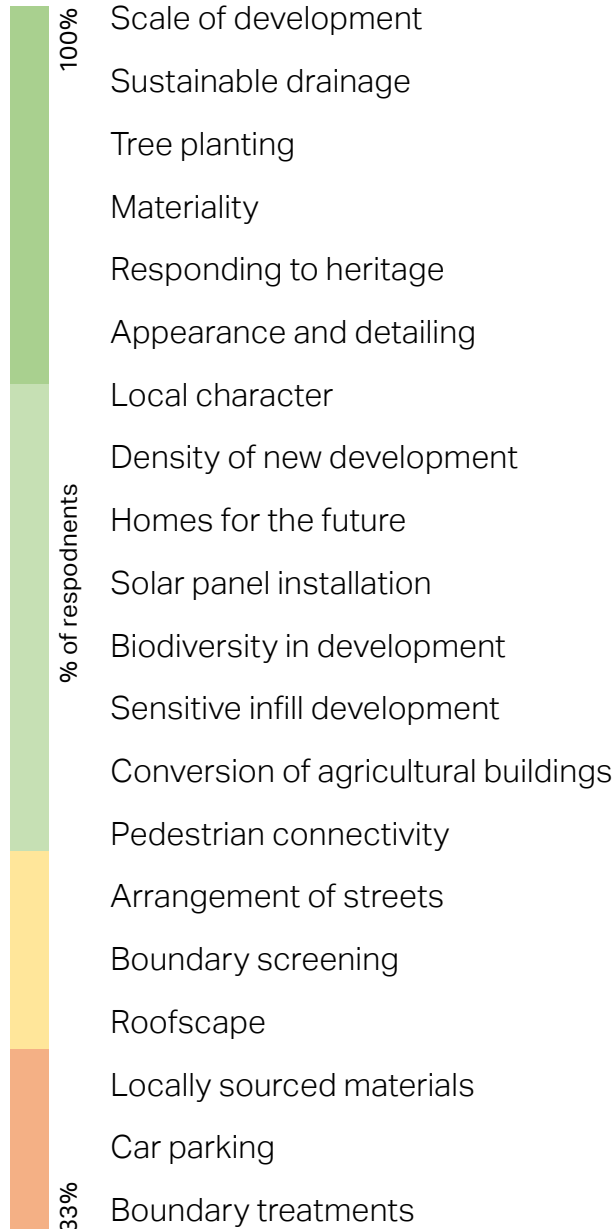 100%
Scale of development
Sustainable drainage
Tree planting
Materiality
Responding to heritage
Appearance and detailing
Local character
Density of new development
% of respodnents
Homes for the future
Solar panel installation
Biodiversity in development
Sensitive infill development
Conversion of agricultural buildings
Pedestrian connectivity
Arrangement of streets
Boundary screening
Roofscape
Locally sourced materials
Car parking
33%
Boundary treatments